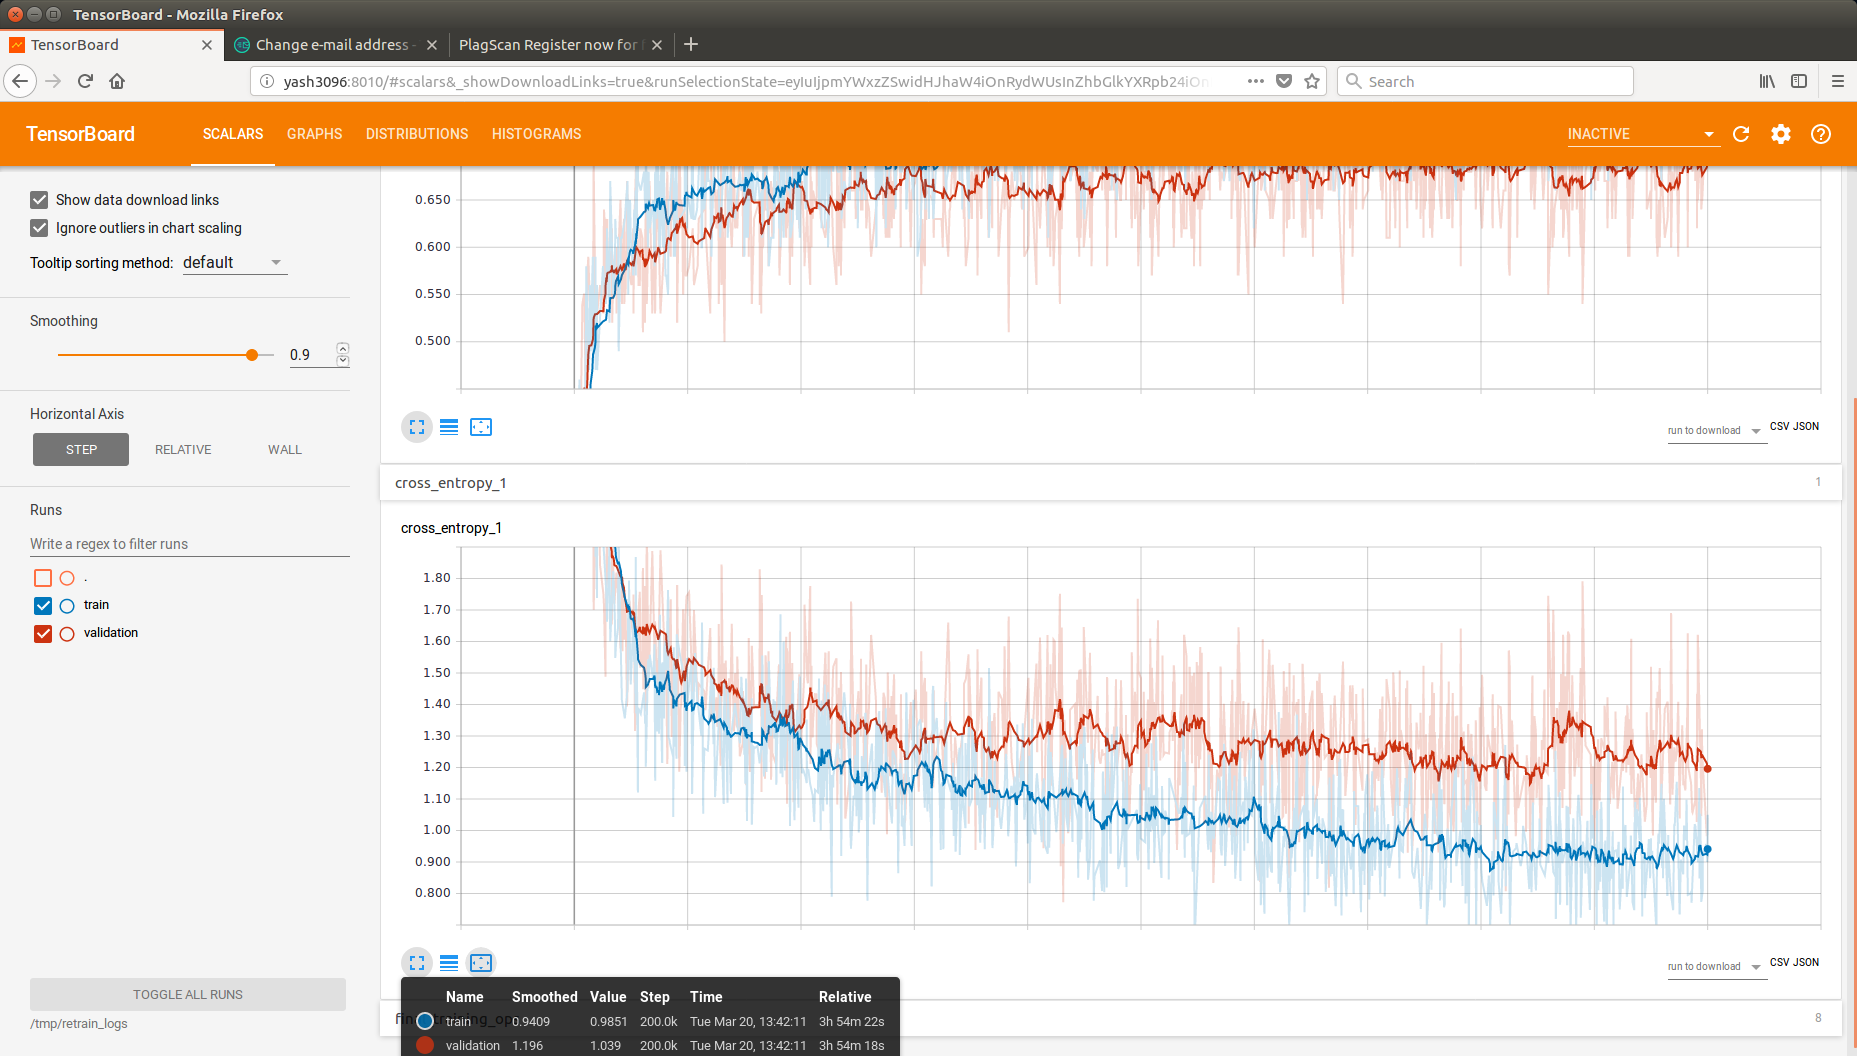 TensorBoard - Mozilla Firefox
TensorBoard
Change e-mail address -
PlagScan Register now for
yash3096:8010/#scalars&_showDownloadLinks=true&runSelectionState=eyIuIjpmYWxzZSwidHJhaW4iOnRydWUsInZhbGlkYXRpb24iOn
Search
TensorBoard
SCALARS
GRAPHS
DISTRIBUTIONS
HISTOGRAMS
INACTIVE
Show data download links
Ignore outliers in chart scaling
Tooltip sorting method: default
Smoothing
0.9
Horizontal Axis
STEP
RELATIVE
WALL
Runs
Write a regex to filter runs
.
train
validation
TOGGLE ALL RUNS
/tmp/retrain_logs
0.650
0.600
0.550
0.500
run to download
CSV JSON
cross_entropy_1
1
cross_entropy_1
1.80
1.70
1.60
1.50
1.40
1.30
1.20
1.10
1.00
0.900
0.800
run to download
CSV JSON
8
Name Smoothed Value Step Time Relative
train 0.9409 0.9851 200.0k Tue Mar 20, 13:42:11 3h 54m 22s
validation 1.196 1.039 200.0k Tue Mar 20, 13:42:11 3h 54m 18s